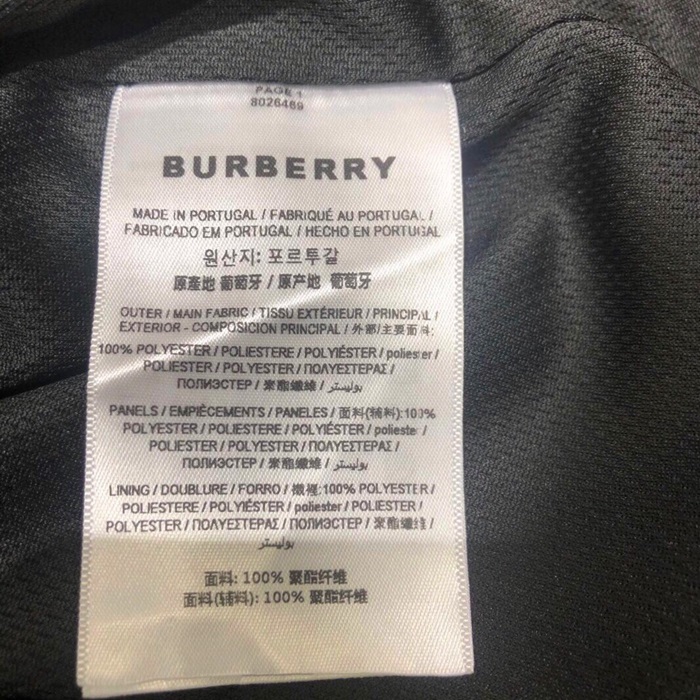 PAGE 1
8026469
BURBERRY
MADE IN PORTUGAL / FABRIQUÉ AU PORTUGAL /
FABRICADO EM PORTUGAL / HECHO EN PORTUGAL
원산지: 포르투갈
原產地 葡萄牙 / 原产地 葡萄牙
OUTER / MAIN FABRIC / TISSU EXTÉRIEUR / PRINCIPAL /
EXTERIOR - COMPOSICION PRINCIPAL / 外部/主要面料:
100% POLYESTER / POLIESTERE / POLYÉSTER / poliester /
POLIESTER / POLYESTER / ΠΟΛΥΕΣΤΕΡΑΣ /
ПОЛИЭСТЕР / 聚酯纖維 / بوليستر
PANELS / EMPIÈCEMENTS / PANELES / 面料(辅料):100%
POLYESTER / POLIESTERE / POLYIÉSTER / polieste /
POLIESTER / POLYESTER / ΠΟΛΥΕΣΤΕΡΑΣ /
ПОЛИЭСТЕР / 聚酯纖維 / بوليستر
LINING / DOUBLURE / FORRO / 襯裡:100% POLYESTER /
POLIESTERE / POLYIÉSTER / poliester / POLIESTER /
POLYESTER / ΠΟΛΥΕΣΤΕΡΑΣ / ПОЛИЭСТЕР / 聚酯纖維 /
بوليستر
面料: 100% 聚酯纤维
面料(辅料): 100% 聚酯纤维